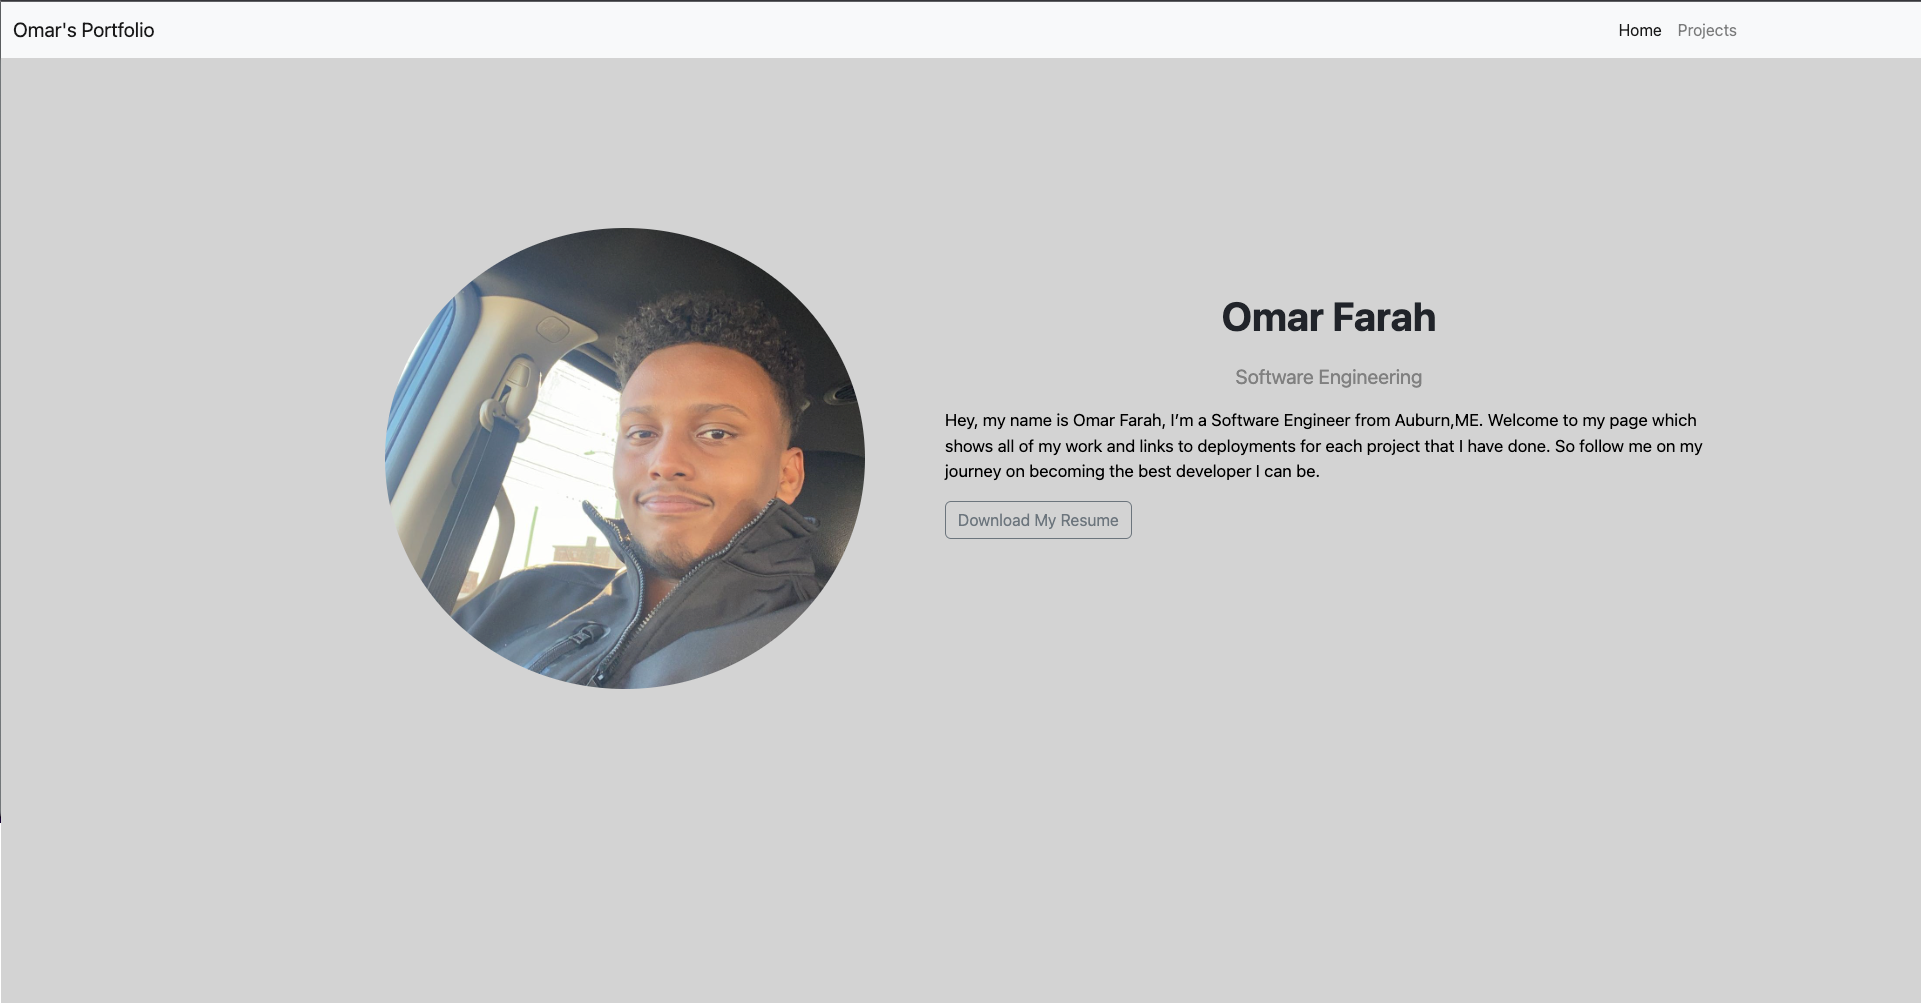 Omar's Portfolio
Home Projects
Omar Farah
Software Engineering
Hey, my name is Omar Farah, I’m a Software Engineer from Auburn,ME. Welcome to my page which
shows all of my work and links to deployments for each project that I have done. So follow me on my
journey on becoming the best developer I can be.
Download My Resume